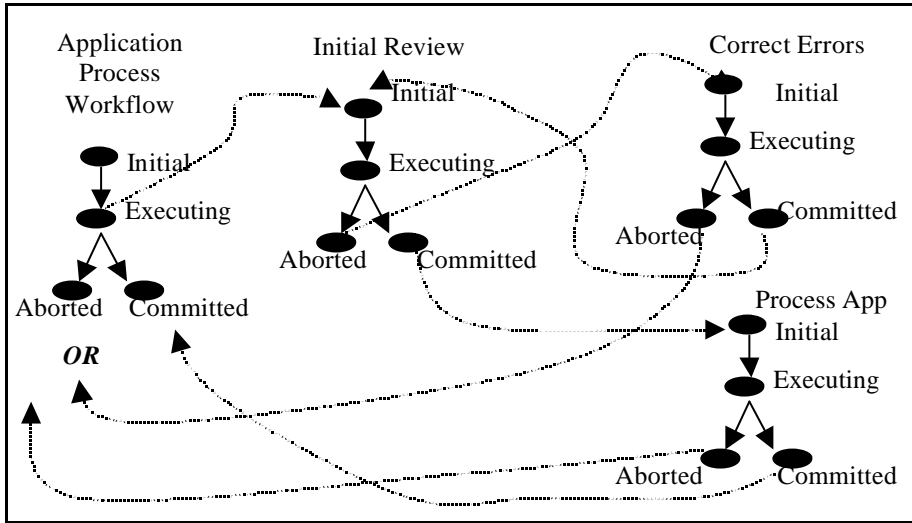 Application
Process
Workflow
Initial
Executing
Aborted
Committed
OR
Initial Review
Initial
Executing
Aborted
Committed
Correct Errors
Initial
Executing
Aborted
Committed
Process App
Initial
Executing
Aborted
Committed